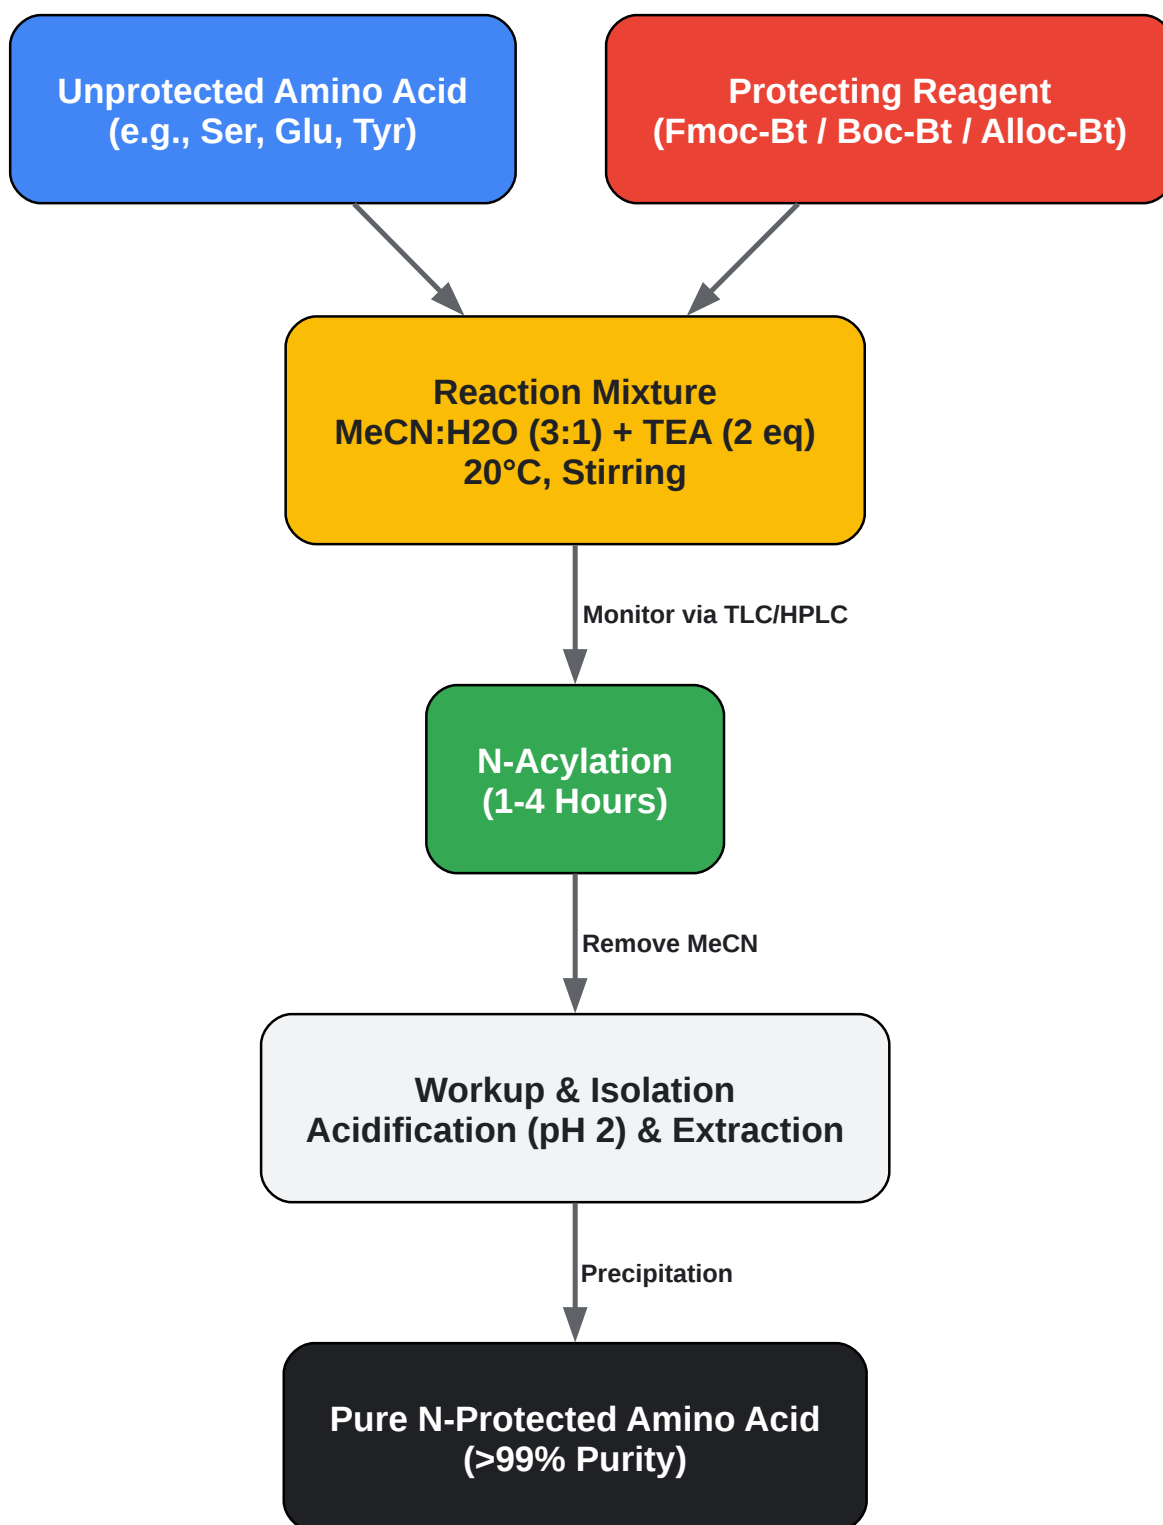 Unprotected Amino Acid
(e.g., Ser, Glu, Tyr)
Protecting Reagent
(Fmoc-Bt / Boc-Bt / Alloc-Bt)
Reaction Mixture
MeCN:H2O (3:1) + TEA (2 eq)
20°C, Stirring
Monitor via TLC/HPLC
N-Acylation
(1-4 Hours)
Remove MeCN
Workup & Isolation
Acidification (pH 2) & Extraction
Precipitation
Pure N-Protected Amino Acid
(>99% Purity)